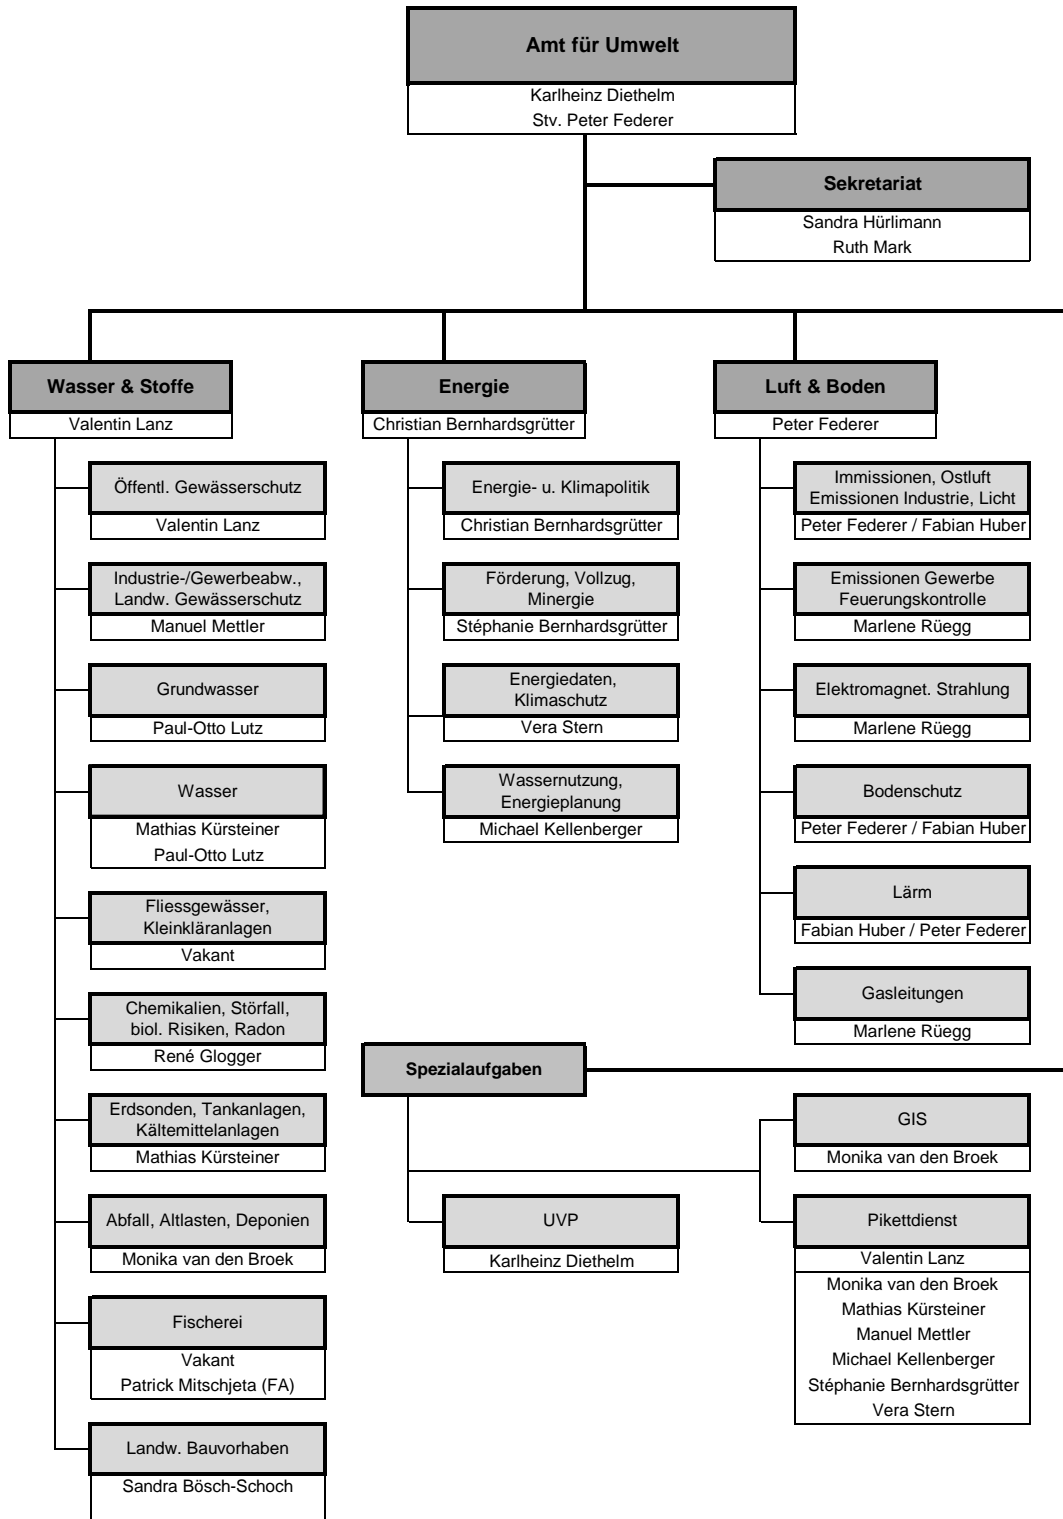 Amt für Umwelt
Karlheinz Diethelm
Stv. Peter Federer
Sekretariat
Sandra Hürlimann
Ruth Mark
Wasser & Stoffe
Valentin Lanz
Öffentl. Gewässerschutz
Valentin Lanz
Industrie-/Gewerbeabw.,
Landw. Gewässerschutz
Manuel Mettler
Grundwasser
Paul-Otto Lutz
Wasser
Mathias Kürsteiner
Paul-Otto Lutz
Fliessgewässer,
Kleinkläranlagen
Vakant
Chemikalien, Störfall,
biol. Risiken, Radon
René Glogger
Erdsonden, Tankanlagen,
Kältemittelanlagen
Mathias Kürsteiner
Abfall, Altlasten, Deponien
Monika van den Broek
Fischerei
Vakant
Patrick Mitschjeta (FA)
Landw. Bauvorhaben
Sandra Bösch-Schoch
Energie
Christian Bernhardsgrütter
Energie- u. Klimapolitik
Christian Bernhardsgrütter
Förderung, Vollzug,
Minergie
Stéphanie Bernhardsgrütter
Energiedaten,
Klimaschutz
Vera Stern
Wassernutzung,
Energieplanung
Michael Kellenberger
Luft & Boden
Peter Federer
Immissionen, Ostluft
Emissionen Industrie, Licht
Peter Federer / Fabian Huber
Emissionen Gewerbe
Feuerungskontrolle
Marlene Rüegg
Elektromagnet. Strahlung
Marlene Rüegg
Bodenschutz
Peter Federer / Fabian Huber
Lärm
Fabian Huber / Peter Federer
Gasleitungen
Marlene Rüegg
Spezialaufgaben
UVP
Karlheinz Diethelm
GIS
Monika van den Broek
Pikettdienst
Valentin Lanz
Monika van den Broek
Mathias Kürsteiner
Manuel Mettler
Michael Kellenberger
Stéphanie Bernhardsgrütter
Vera Stern